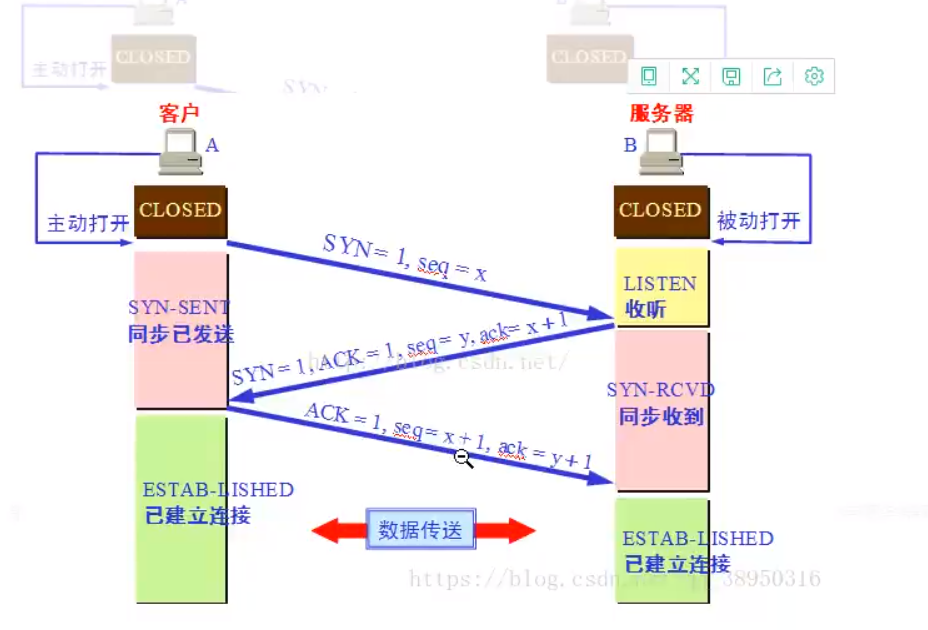 CLOSED
CLOSED
主动打开
SYN
客户
服务器
A
B
CLOSED
CLOSED
主动打开
被动打开
SYN = 1, seq = x
LISTEN
收听
SYN-SENT
同步已发送
SYN = 1, ACK = 1, seq = y, ack= x + 1
https://blog.csdn.net/
SYN-RCVD
同步收到
ACK = 1, seq = x + 1, ack = y + 1
ESTAB-LISHED
已建立连接
数据传送
ESTAB-LISHED
已建立连接
https://blog.csdn. 38950316